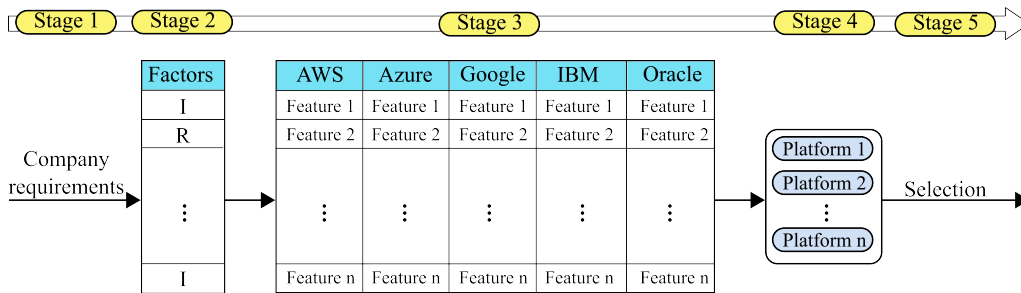 Stage 1 Stage 2 Stage 3 Stage 4 Stage 5
Factors AWS Azure Google IBM Oracle
I Feature 1 Feature 1 Feature 1 Feature 1 Feature 1
R Feature 2 Feature 2 Feature 2 Feature 2 Feature 2
Company
requirements
⋮ ⋮ ⋮ ⋮ ⋮ ⋮
I Feature n Feature n Feature n Feature n Feature n
Platform 1
Platform 2
⋮
Platform n
Selection